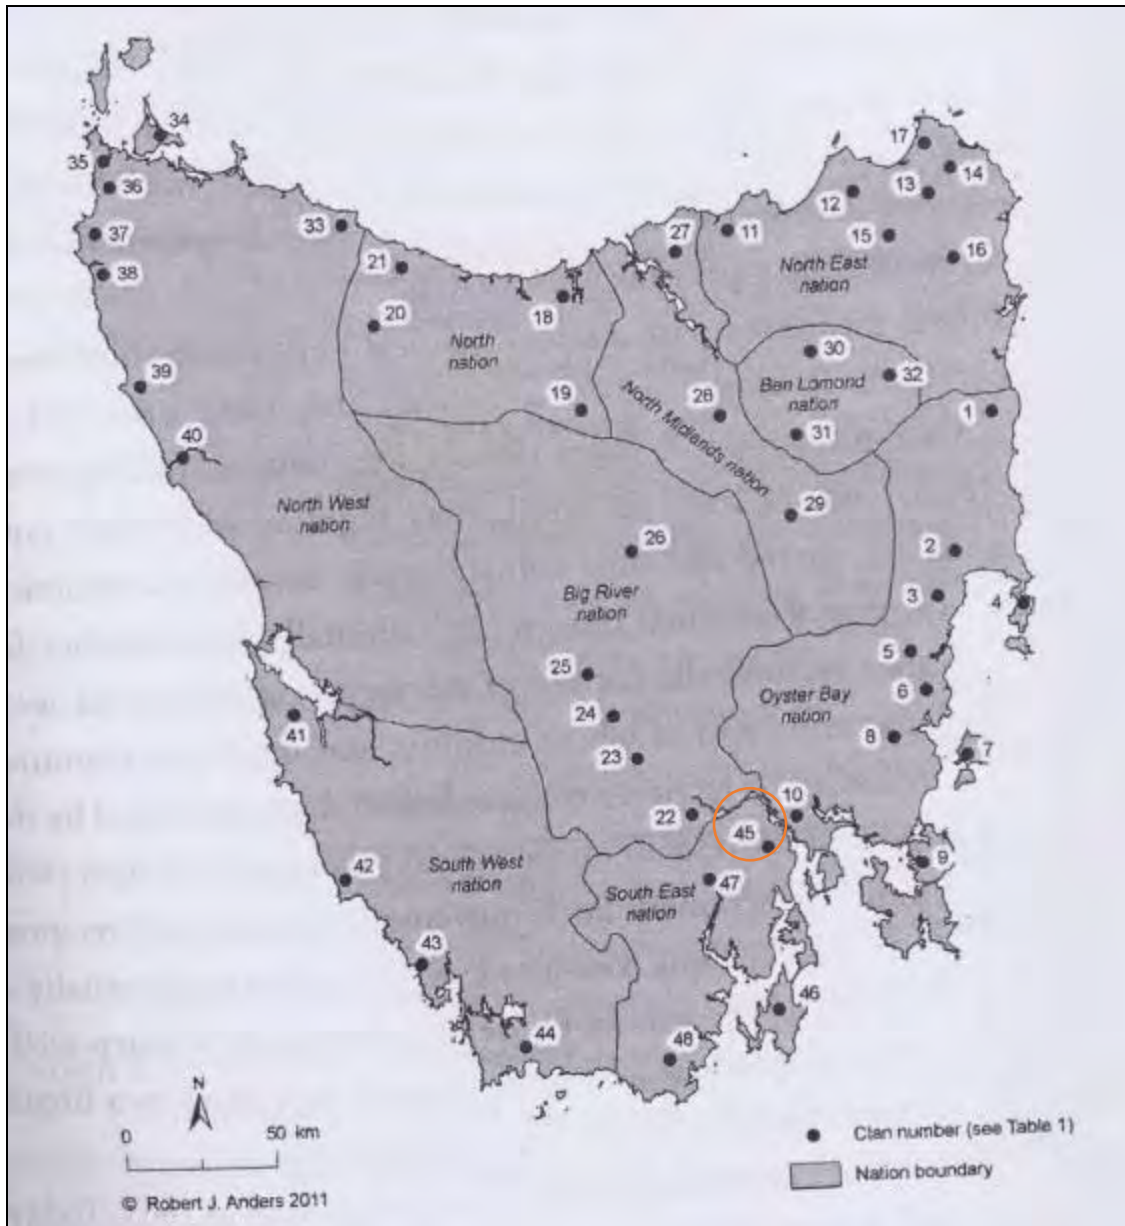 34
17
35
14
36
13
12
33
27
11
37
15
16
21
38
North East
nation
18
20
North
nation
30
32
Ben Lomond
nation
39
28
19
1
North Midlands nation
31
40
North West
nation
29
26
2
Big River
nation
3
4
5
25
Oyster Bay
nation
6
24
41
8
7
23
10
22
45
42
South West
nation
9
47
South East
nation
43
46
44
48
N
0 50 km
Clan number (see Table 1)
Nation boundary
© Robert J. Anders 2011